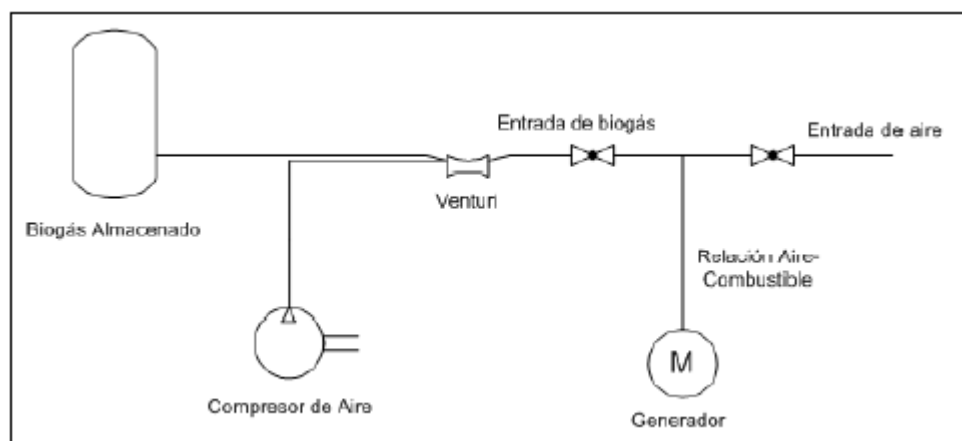 Entrada de biogás
Entrada de aire
Venturi
Biogás Almacenado
Relación Aire-
Combustible
M
Compresor de Aire
Generador